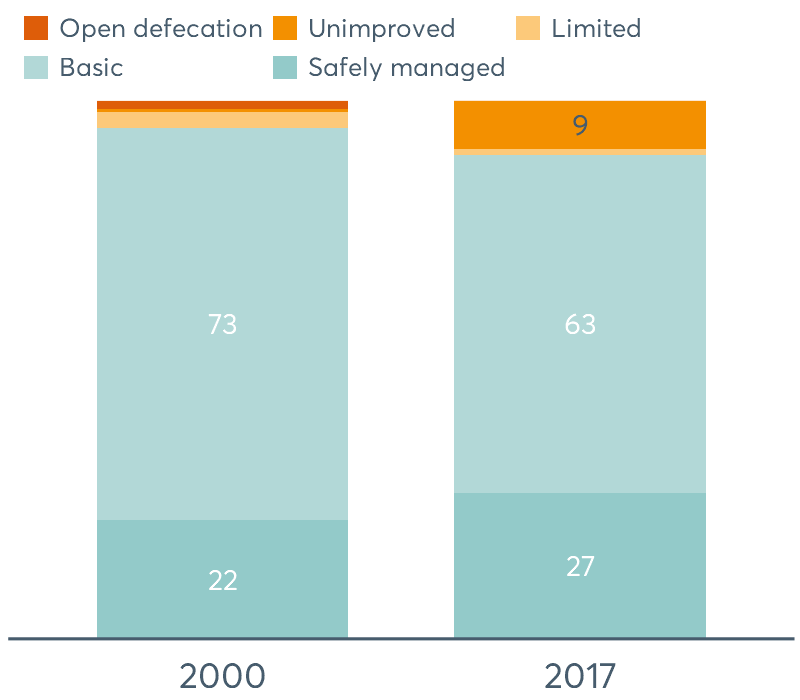 Open defecation Unimproved Limited
Basic Safely managed
9
73 63
22 27
2000 2017